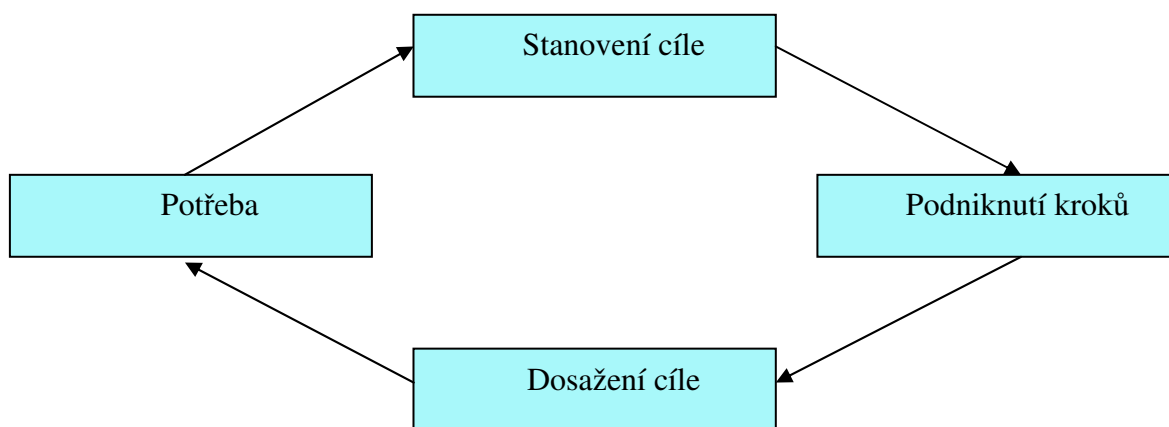 Stanovení cíle
Potřeba
Podniknutí kroků
Dosažení cíle